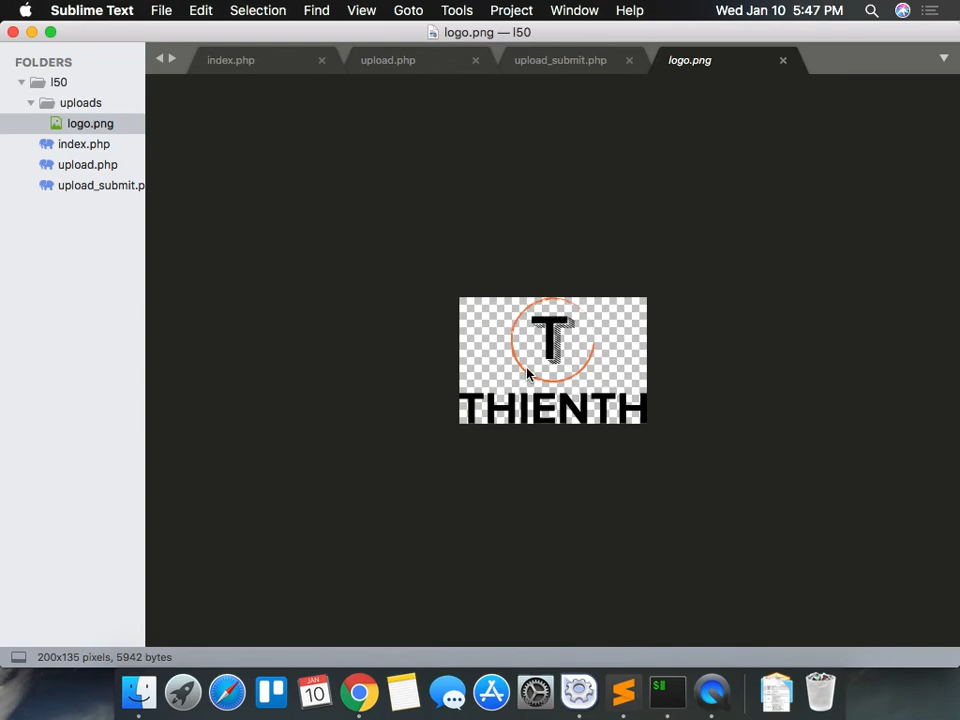 Sublime Text File Edit Selection Find View Goto Tools Project Window Help Wed Jan 10 5:47 PM
logo.png — l50
FOLDERS
l50
uploads
logo.png
index.php
upload.php
upload_submit.p
index.php
upload.php
upload_submit.php
logo.png
T
THIENTH
200x135 pixels, 5942 bytes
JAN
10
$